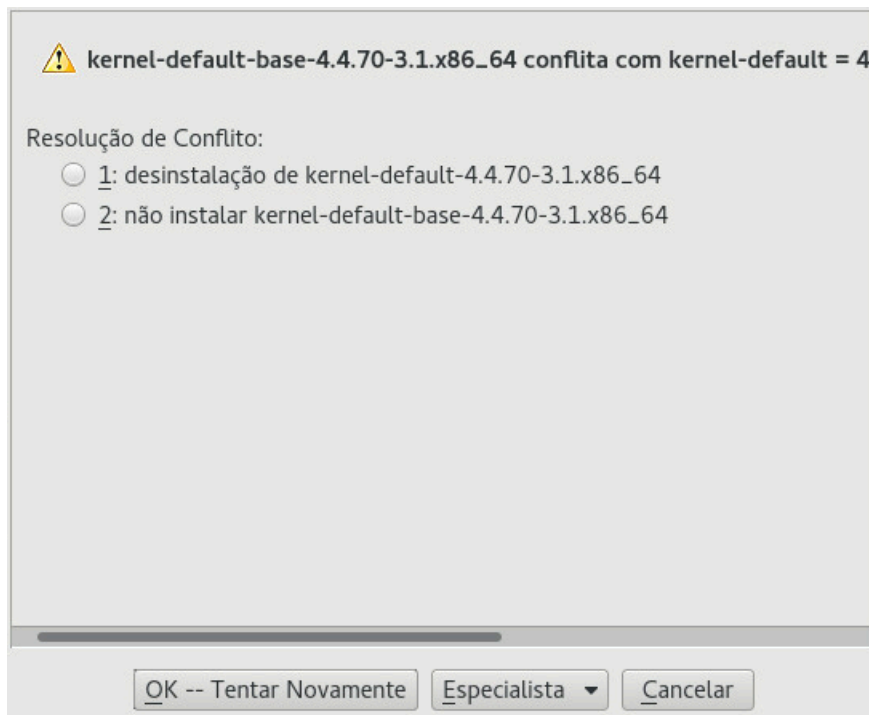 kernel-default-base-4.4.70-3.1.x86_64 conflita com kernel-default = 4
Resolução de Conflito:
1: desinstalação de kernel-default-4.4.70-3.1.x86_64
2: não instalar kernel-default-base-4.4.70-3.1.x86_64
OK -- Tentar Novamente Especialista Cancelar